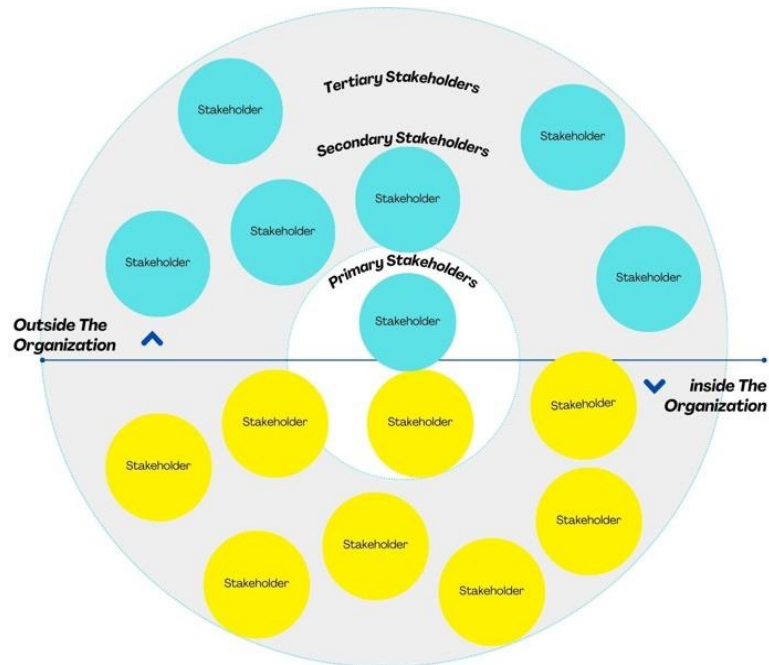 Tertiary Stakeholders
Stakeholder
Stakeholder
Secondary Stakeholders
Stakeholder
Stakeholder
Stakeholder
Primary Stakeholders
Stakeholder
Stakeholder
Outside The
Organization
inside The
Organization
Stakeholder
Stakeholder
Stakeholder
Stakeholder
Stakeholder
Stakeholder
Stakeholder
Stakeholder